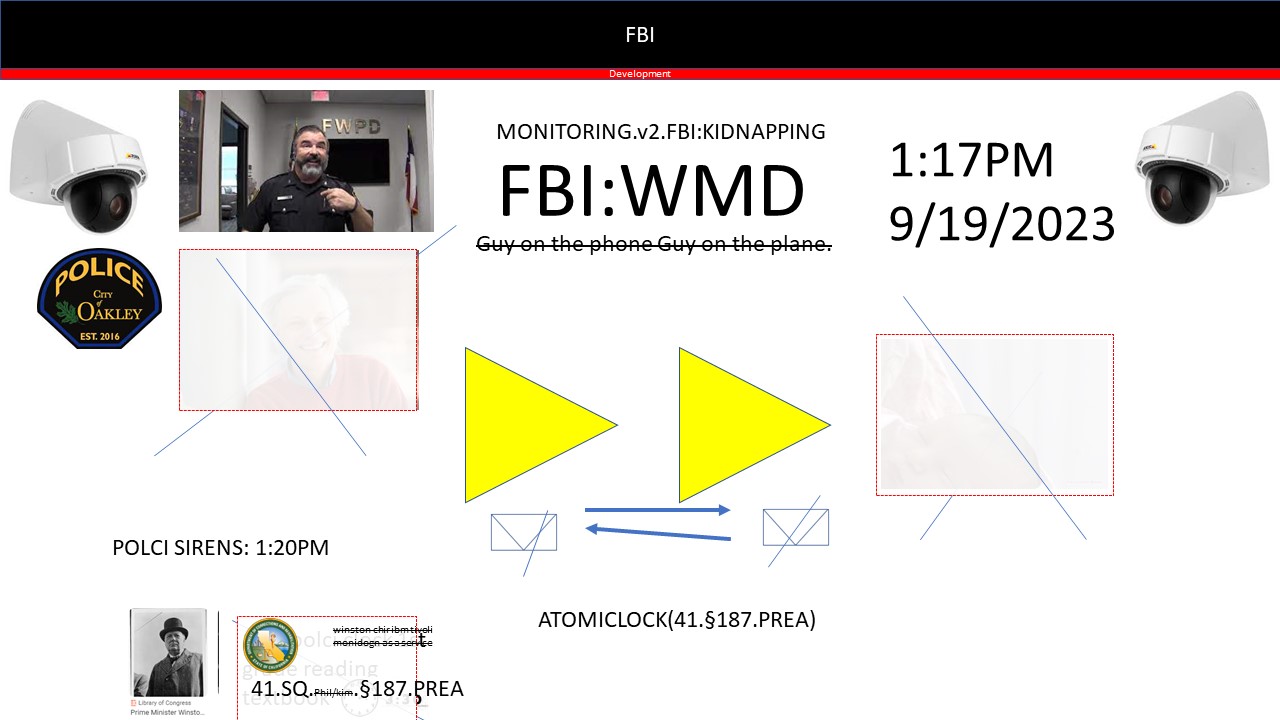 FBI
Development
FWPD
MONITORING.v2.FBI:KIDNAPPING
FBI:WMD
Guy on the phone Guy on the plane.
1:17PM
9/19/2023
POLICE
City
of
OAKLEY
EST. 2016
POLCI SIRENS: 1:20PM
ATOMICLOCK(41.§187.PREA)
winston chir ibm tivoli
monidogn as a service
grade reading
textbook
41.SQ.Phil/kim.§187.PREA
Library of Congress
Prime Minister Winsto...